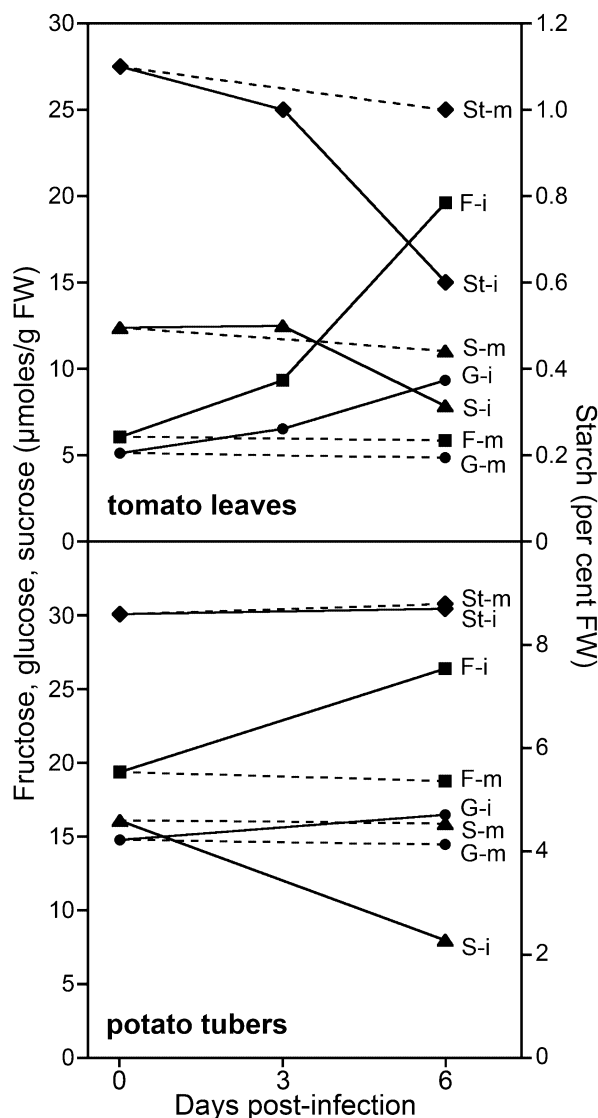 30
25
20
15
10
5
0
1.2
1.0
0.8
0.6
0.4
0.2
0
St-m
F-i
St-i
S-m
G-i
S-i
F-m
G-m
tomato leaves
30
25
20
15
10
5
0
8
6
4
2
0
St-m
St-i
F-i
F-m
G-i
S-m
G-m
S-i
potato tubers
0 3 6
Days post-infection
Fructose, glucose, sucrose (µmoles/g FW)
Starch (per cent FW)